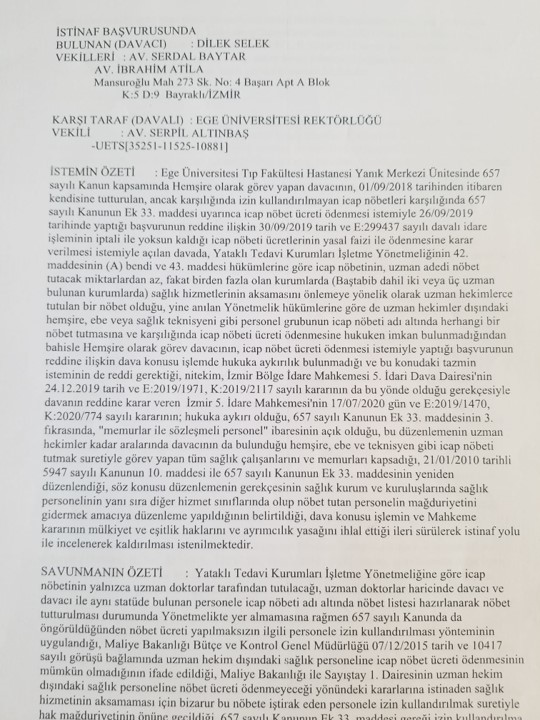 İSTİNAF BAŞVURUSUNDA
BULUNAN (DAVACI) : DİLEK SELEK
VEKİLLERİ : AV. SERDAL BAYTAR
AV. İBRAHİM ATİLA
Mansuroğlu Mah 273 Sk. No: 4 Başarı Apt A Blok
K:5 D:9 Bayraklı/İZMİR
KARŞI TARAF (DAVALI) : EGE ÜNİVERSİTESİ REKTÖRLÜĞÜ
VEKİLİ : AV. SERPİL ALTINBAŞ
-UETS[35251-11525-10881]
İSTEMİN ÖZETİ : Ege Üniversitesi Tıp Fakültesi Hastanesi Yanık Merkezi Ünitesinde 657
sayılı Kanun kapsamında Hemşire olarak görev yapan davacının, 01/09/2018 tarihinden itibaren
kendisine tutturulan, ancak karşılığında izin kullandırılmayan icap nöbetleri karşılığında 657
sayılı Kanunun Ek 33. maddesi uyarınca icap nöbet ücreti ödenmesi istemiyle 26/09/2019
tarihinde yaptığı başvurunun reddine ilişkin 30/09/2019 tarih ve E:299437 sayılı davalı idare
işleminin iptali ile yoksun kaldığı icap nöbeti ücretlerinin yasal faizi ile ödenmesine karar
verilmesi istemiyle açılan davada, Yataklı Tedavi Kurumları İşletme Yönetmeliğinin 42.
maddesinin (A) bendi ve 43. maddesi hükümlerine göre icap nöbetinin, uzman adedi nöbet
tutacak miktarlardan az, fakat birden fazla olan kurumlarda (Baştabib dahil iki veya üç uzman
bulunan kurumlarda) sağlık hizmetlerinin aksamasını önlemeye yönelik olarak uzman hekimlerce
tutulan bir nöbet olduğu, yine anılan Yönetmelik hükümlerine göre de uzman hekimler dışındaki
hemşire, ebe veya sağlık teknisyeni gibi personel grubunun icap nöbeti adı altında herhangi bir
nöbet tutmasına ve karşılığında icap nöbeti ücreti ödenmesine hukuken imkan bulunmadığından
bahisle Hemşire olarak görev davacının, icap nöbet ücreti ödenmesi istemiyle yaptığı başvurunun
reddine ilişkin dava konusu işlemde hukuka aykırılık bulunmadığı ve bu konudaki tazmin
isteminin de reddi gerektiği, nitekim, İzmir Bölge İdare Mahkemesi 5. İdari Dava Dairesi'nin
24.12.2019 tarih ve E:2019/1971, K:2019/2117 sayılı kararının da bu yönde olduğu gerekçesiyle
davanın reddine karar veren İzmir 5. İdare Mahkemesi'nin 17/07/2020 gün ve E:2019/1470,
K:2020/774 sayılı kararının; hukuka aykırı olduğu, 657 sayılı Kanunun Ek 33. maddesinin 3.
fıkrasında, "memurlar ile sözleşmeli personel" ibaresinin açık olduğu, bu düzenlemenin uzman
hekimler kadar aralarında davacının da bulunduğu hemşire, ebe ve teknisyen gibi icap nöbeti
tutmak suretiyle görev yapan tüm sağlık çalışanlarını ve memurları kapsadığı, 21/01/2010 tarihli
5947 sayılı Kanunun 10. maddesi ile 657 sayılı Kanunun Ek 33. maddesinin yeniden
düzenlendiği, söz konusu düzenlemenin gerekçesinin sağlık kurum ve kuruluşlarında sağlık
personelinin yanı sıra diğer hizmet sınıflarında olup nöbet tutan personelin mağduriyetini
gidermek amacıya düzenleme yapıldığının belirtildiği, dava konusu işlemin ve Mahkeme
kararının mülkiyet ve eşitlik haklarını ve ayrımcılık yasağını ihlal ettiği ileri sürülerek istinaf yolu
ile incelenerek kaldırılması istenilmektedir.
SAVUNMANIN ÖZETİ : Yataklı Tedavi Kurumları İşletme Yönetmeliğine göre icap
nöbetinin yalnızca uzman doktorlar tarafından tutulacağı, uzman doktorlar haricinde davacı ve
davacı ile aynı statüde bulunan personele icap nöbeti adı altında nöbet listesi hazırlanarak nöbet
tutturulması durumunda Yönetmelikte yer almamasına rağmen 657 sayılı Kanunda da
öngörüldüğünden nöbet ücreti yapılmaksızın ilgili personele izin kullandırılması yönteminin
uygulandığı, Maliye Bakanlığı Bütçe ve Kontrol Genel Müdürlüğü 07/12/2015 tarih ve 10417
sayılı görüşü bağlamında uzman hekim dışındaki sağlık personeline icap nöbet ücreti ödenmesinin
mümkün olmadığının ifade edildiği, Maliye Bakanlığı ile Sayıştay 1. Dairesinin uzman hekim
dışındaki sağlık personeline nöbet ücreti ödenmeyeceği yönündeki kararlarına istinaden sağlık
hizmetinin aksamaması için bizarur bu nöbete iştirak eden personele izin kullandırmak suretiyle
hak mağduriyetinin önüne geçildiği, 657 sayılı Kanunun Ek 33. maddesi gereği izin kullandırılma